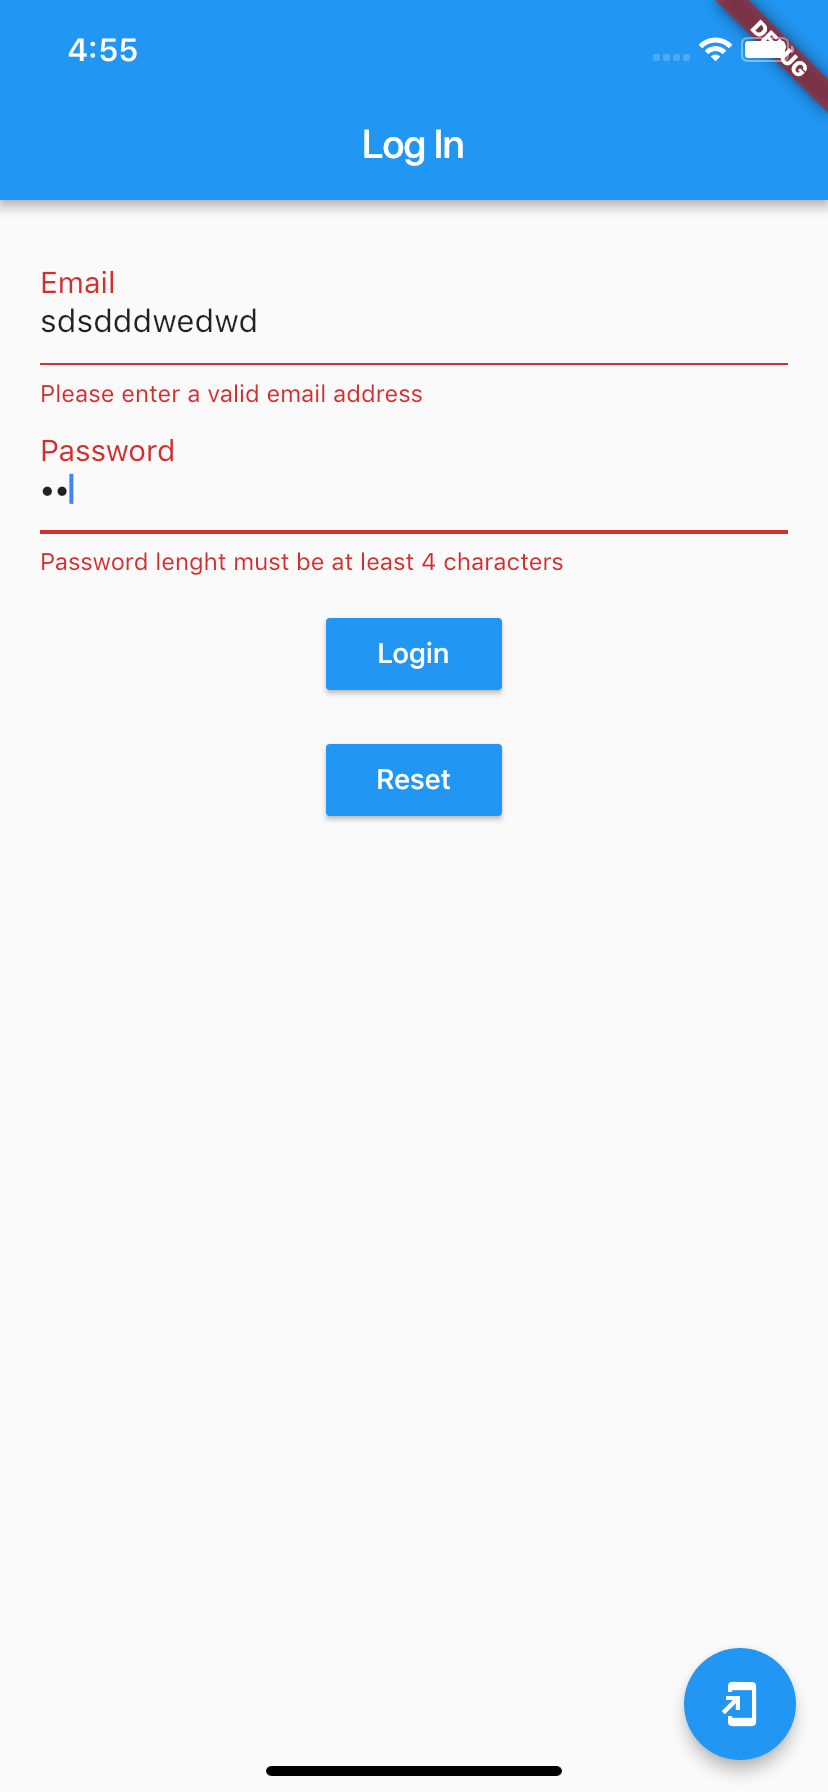 4:55
DEBUG
Log In
Email
sdsdddwedwd
Please enter a valid email address
Password
••
Password lenght must be at least 4 characters
Login
Reset